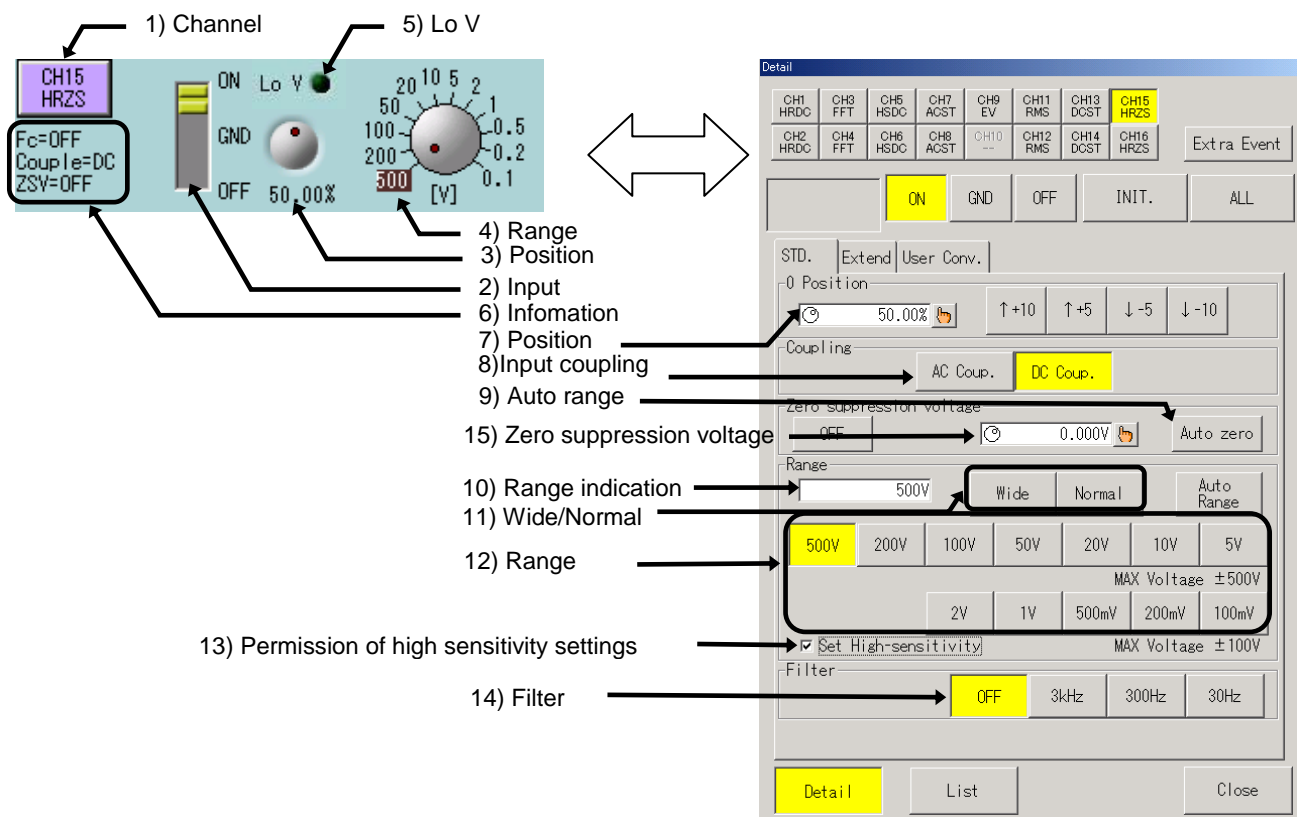 1) Channel
5) Lo V
CH15
HRZS
Fc=OFF
Couple=DC
ZSV=OFF
ON
GND
OFF
Lo V
50.00%
20
10
5
2
50
1
100
0.5
200
0.2
500
0.1
[V]
4) Range
3) Position
2) Input
6) Infomation
7) Position
8)Input coupling
9) Auto range
15) Zero suppression voltage
10) Range indication
11) Wide/Normal
12) Range
13) Permission of high sensitivity settings
14) Filter
Detail
CH1 CH3 CH5 CH7 CH9 CH11 CH13 CH15
HRDC FFT HSDC ACST EV RMS DCST HRZS
CH2 CH4 CH6 CH8 CH10 CH12 CH14 CH16
HRDC FFT HSDC ACST -- RMS DCST HRZS
Extra Event
ON GND OFF INIT. ALL
STD. Extend User Conv.
0 Position
50.00% ↑+10 ↑+5 ↓-5 ↓-10
Coupling
AC Coup. DC Coup.
Zero suppression voltage
OFF 0.000V Auto zero
Range
500V Wide Normal Auto
Range
500V 200V 100V 50V 20V 10V 5V
MAX Voltage ±500V
2V 1V 500mV 200mV 100mV
Set High-sensitivity MAX Voltage ±100V
Filter
OFF 3kHz 300Hz 30Hz
Detail List Close